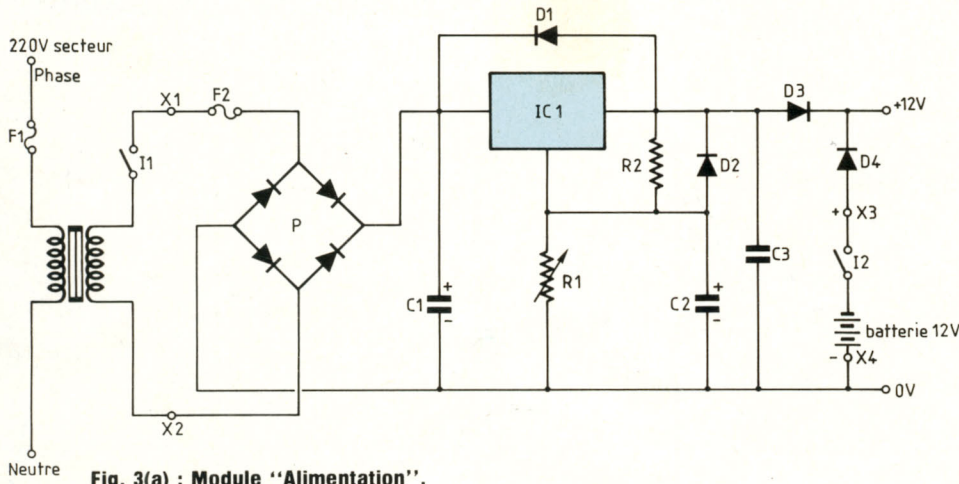 220V secteur
Phase
F1
I1
X1
F2
P
X2
Neutre
D1
IC1
R2
D2
D3
+12V
D4
+ X3
I2
batterie 12V
- X4
0V
C1
+
-
R1
C2
+
-
C3
Fig. 3(a) : Module "Alimentation".